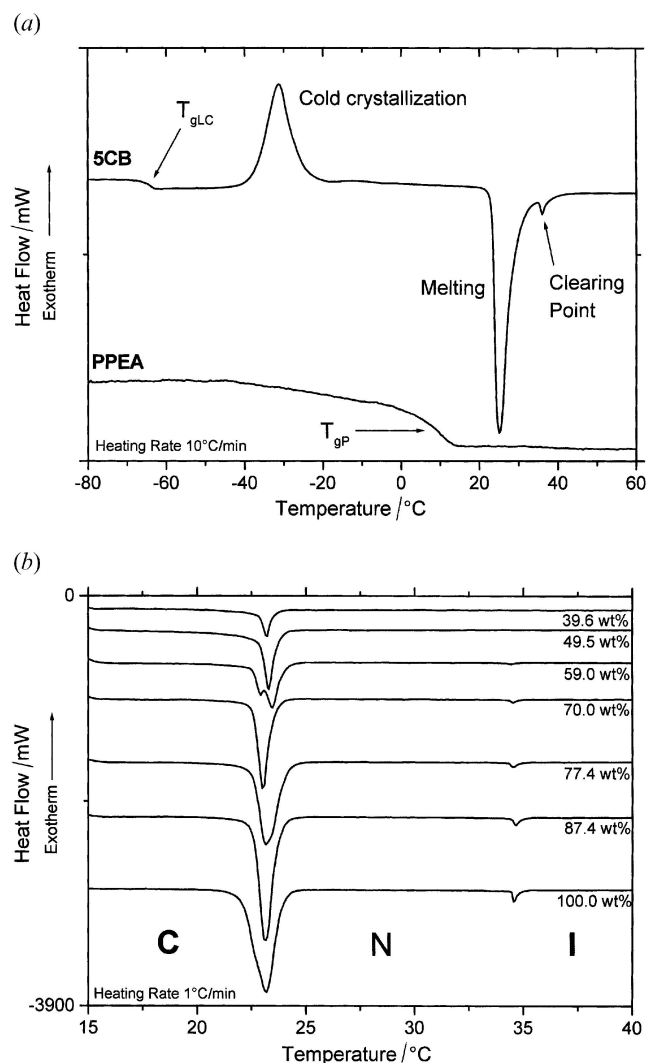 (a)
T gLC
Cold crystallization
5CB
Heat Flow /mW
Exotherm
Melting
Clearing
Point
PPEA
T gP
Heating Rate 10°C/min
-80 -60 -40 -20 0 20 40 60
Temperature /°C
(b)
0
39.6 wt%
49.5 wt%
59.0 wt%
70.0 wt%
77.4 wt%
87.4 wt%
100.0 wt%
Heat Flow /mW
Exotherm
C N I
Heating Rate 1°C/min
-3900
15 20 25 30 35 40
Temperature /°C